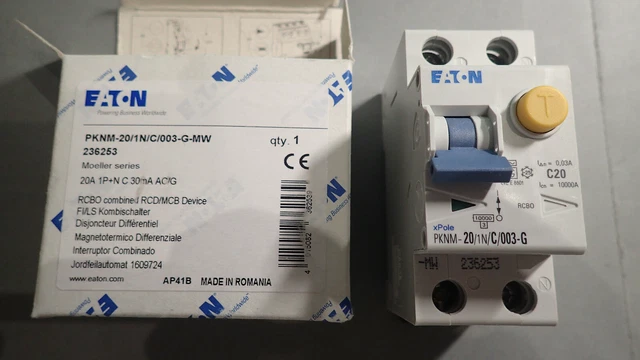 EATON
Powering Business Worldwide
PKNM-20/1N/C/003-G-MW
236253
qty. 1
Moeller series
CE
20A 1P+N C 30mA AC/G
RCBO combined RCD/MCB Device
FI/LS Kombischalter
Disjoncteur Différentiel
Magnetotermico Differenziale
Interruptor Combinado
Jordfeilautomat 1609724
www.eaton.com
AP41B
MADE IN ROMANIA
EATON
T
I∆n = 0,03A
C20
Icn = 10000A
RCBO
10000
3
xPole
PKNM-20/1N/C/003-G
-MW 236253